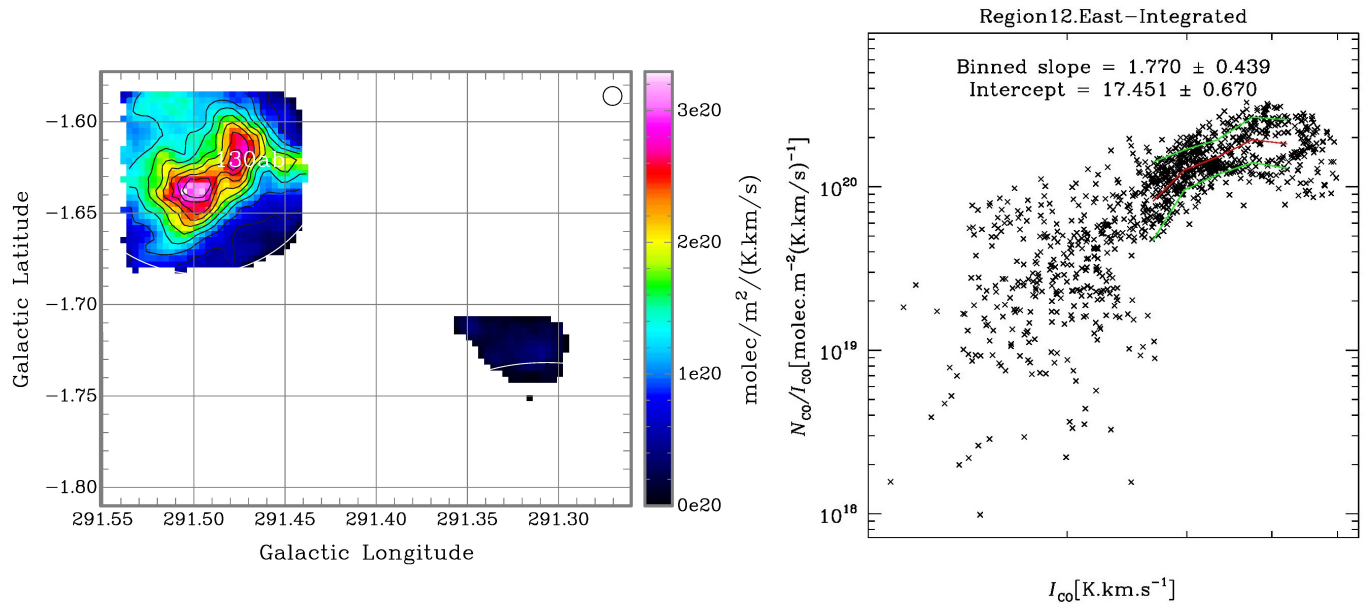 Region12.East−Integrated
Binned slope = 1.770 ± 0.439
Intercept = 17.451 ± 0.670
−1.60
−1.65
−1.70
−1.75
−1.80
Galactic Latitude
130ab
291.55 291.50 291.45 291.40 291.35 291.30
Galactic Longitude
3e20
2e20
1e20
0e20
molec/m²/(K.km/s)
10²⁰
10¹⁹
10¹⁸
N_CO/I_CO[molec.m⁻²(K.km/s)⁻¹]
I_CO[K.km.s⁻¹]